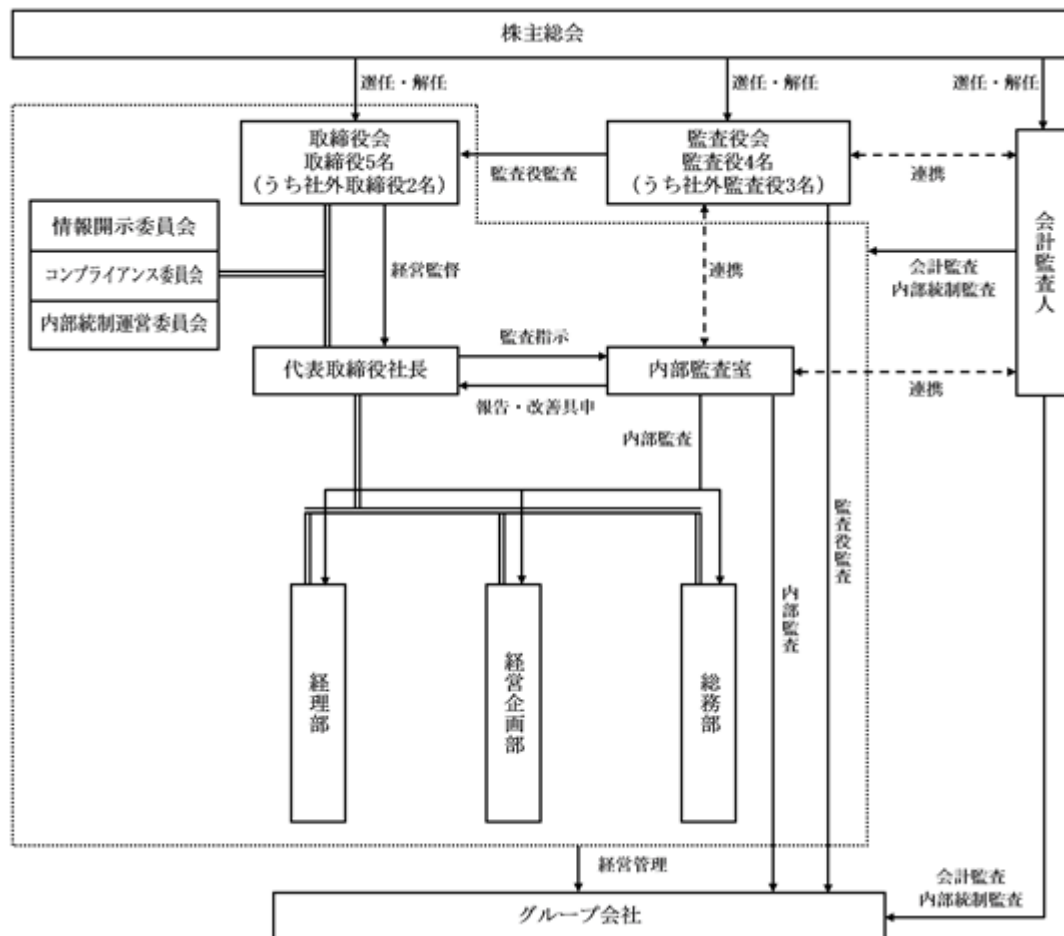 株主総会
選任・解任
選任・解任
選任・解任
取締役会
取締役5名
（うち社外取締役2名）
監査役監査
監査役会
監査役4名
（うち社外監査役3名）
連携
会計監査人
情報開示委員会
コンプライアンス委員会
内部統制運営委員会
経営監督
連携
会計監査
内部統制監査
代表取締役社長
監査指示
報告・改善具申
内部監査室
連携
内部監査
監査役監査
内部監査
経理部
経営企画部
総務部
経営管理
会計監査
内部統制監査
グループ会社